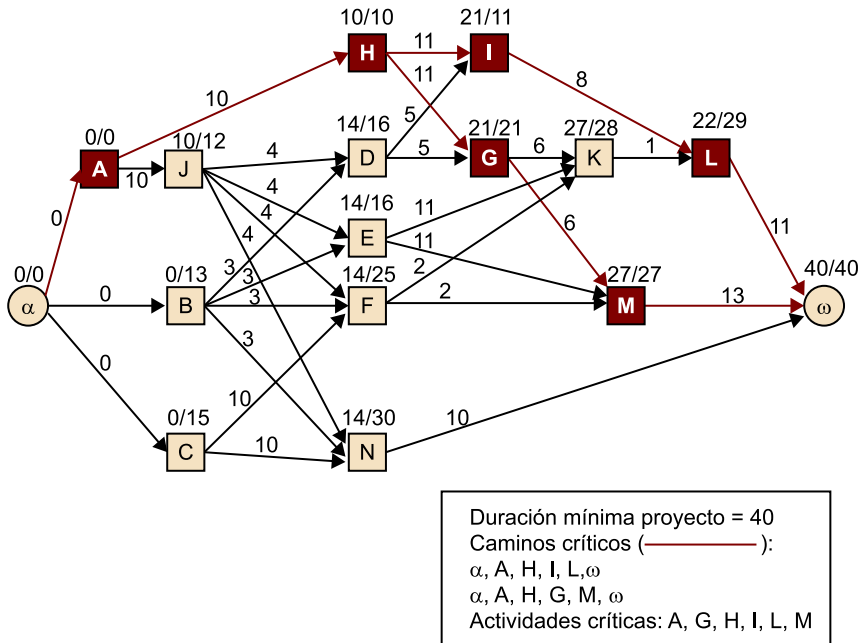 10/10
21/11
H
11
I
11
8
10
0/0
10/12
14/16
5
21/21
27/28
22/29
A
10
J
4
D
5
G
6
K
1
L
4
4
4
14/16
11
6
11
0
E
11
0/0
0/13
3
3
14/25
2
27/27
40/40
α
0
B
3
F
2
M
13
ω
0
3
0/15
10
14/30
10
C
10
N
Duración mínima proyecto = 40
Caminos críticos ( ):
α, A, H, I, L,ω
α, A, H, G, M, ω
Actividades críticas: A, G, H, I, L, M